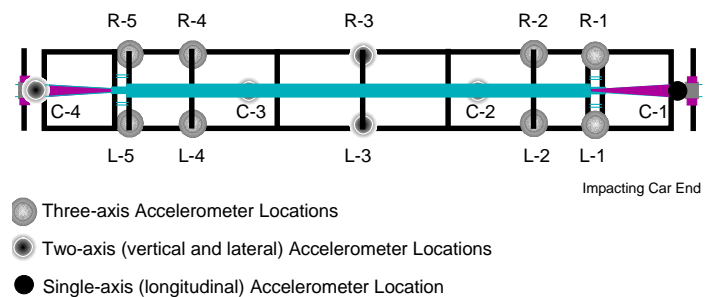 R-5 R-4 R-3 R-2 R-1
C-4 C-3 C-2 C-1
L-5 L-4 L-3 L-2 L-1
Impacting Car End
Three-axis Accelerometer Locations
Two-axis (vertical and lateral) Accelerometer Locations
Single-axis (longitudinal) Accelerometer Location